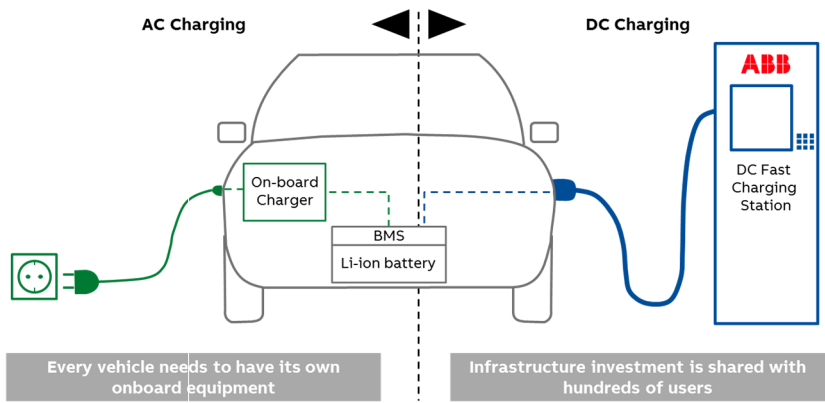 AC Charging
DC Charging
ABB
On-board
Charger
DC Fast
Charging
Station
BMS
Li-ion battery
Every vehicle needs to have its own
onboard equipment
Infrastructure investment is shared with
hundreds of users